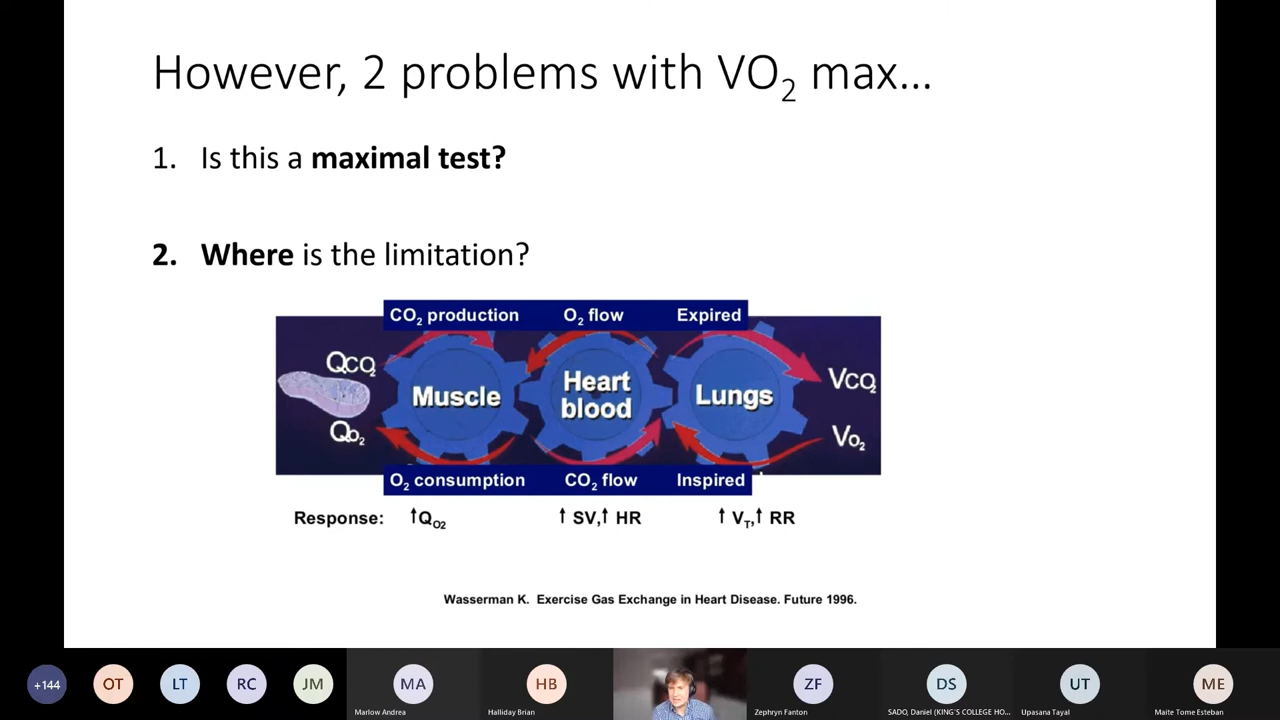 However, 2 problems with VO2 max...
1. Is this a maximal test?
2. Where is the limitation?
CO2 production O2 flow Expired
QCO2
Muscle
Heart
blood
Lungs
VCO2
QO2
VO2
O2 consumption CO2 flow Inspired
Response: ↑QO2 ↑ SV,↑ HR ↑ VT,↑ RR
Wasserman K. Exercise Gas Exchange in Heart Disease. Future 1996.
+144 OT LT RC JM MA HB ZF DS UT ME
Marlow Andrea Halliday Brian Zephryn Fanton SADO, Daniel (KING'S COLLEGE HO... Upasana Tayal Maite Tome Esteban